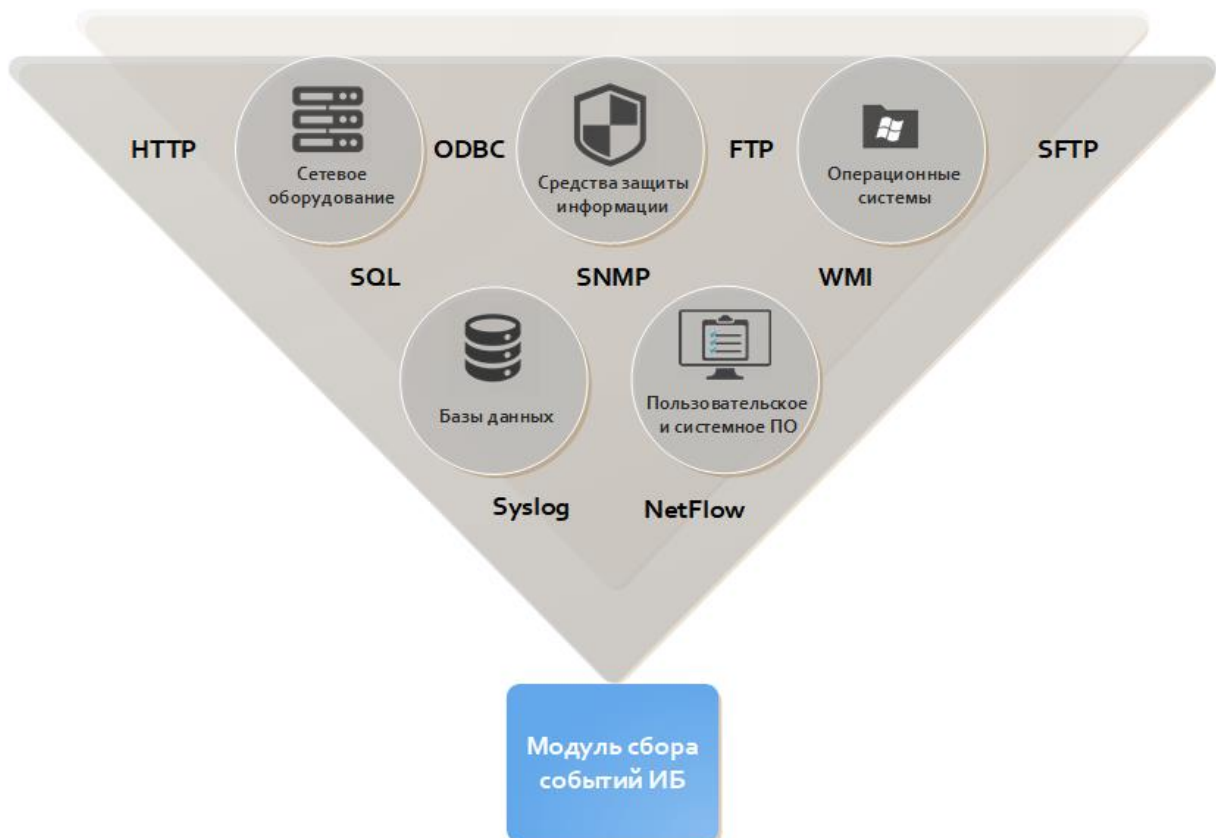 HTTP
Сетевое
оборудование
ODBC
Средства защиты
информации
FTP
Операционные
системы
SFTP
SQL
SNMP
WMI
Базы данных
Пользовательское
и системное ПО
Syslog
NetFlow
Модуль сбора
событий ИБ